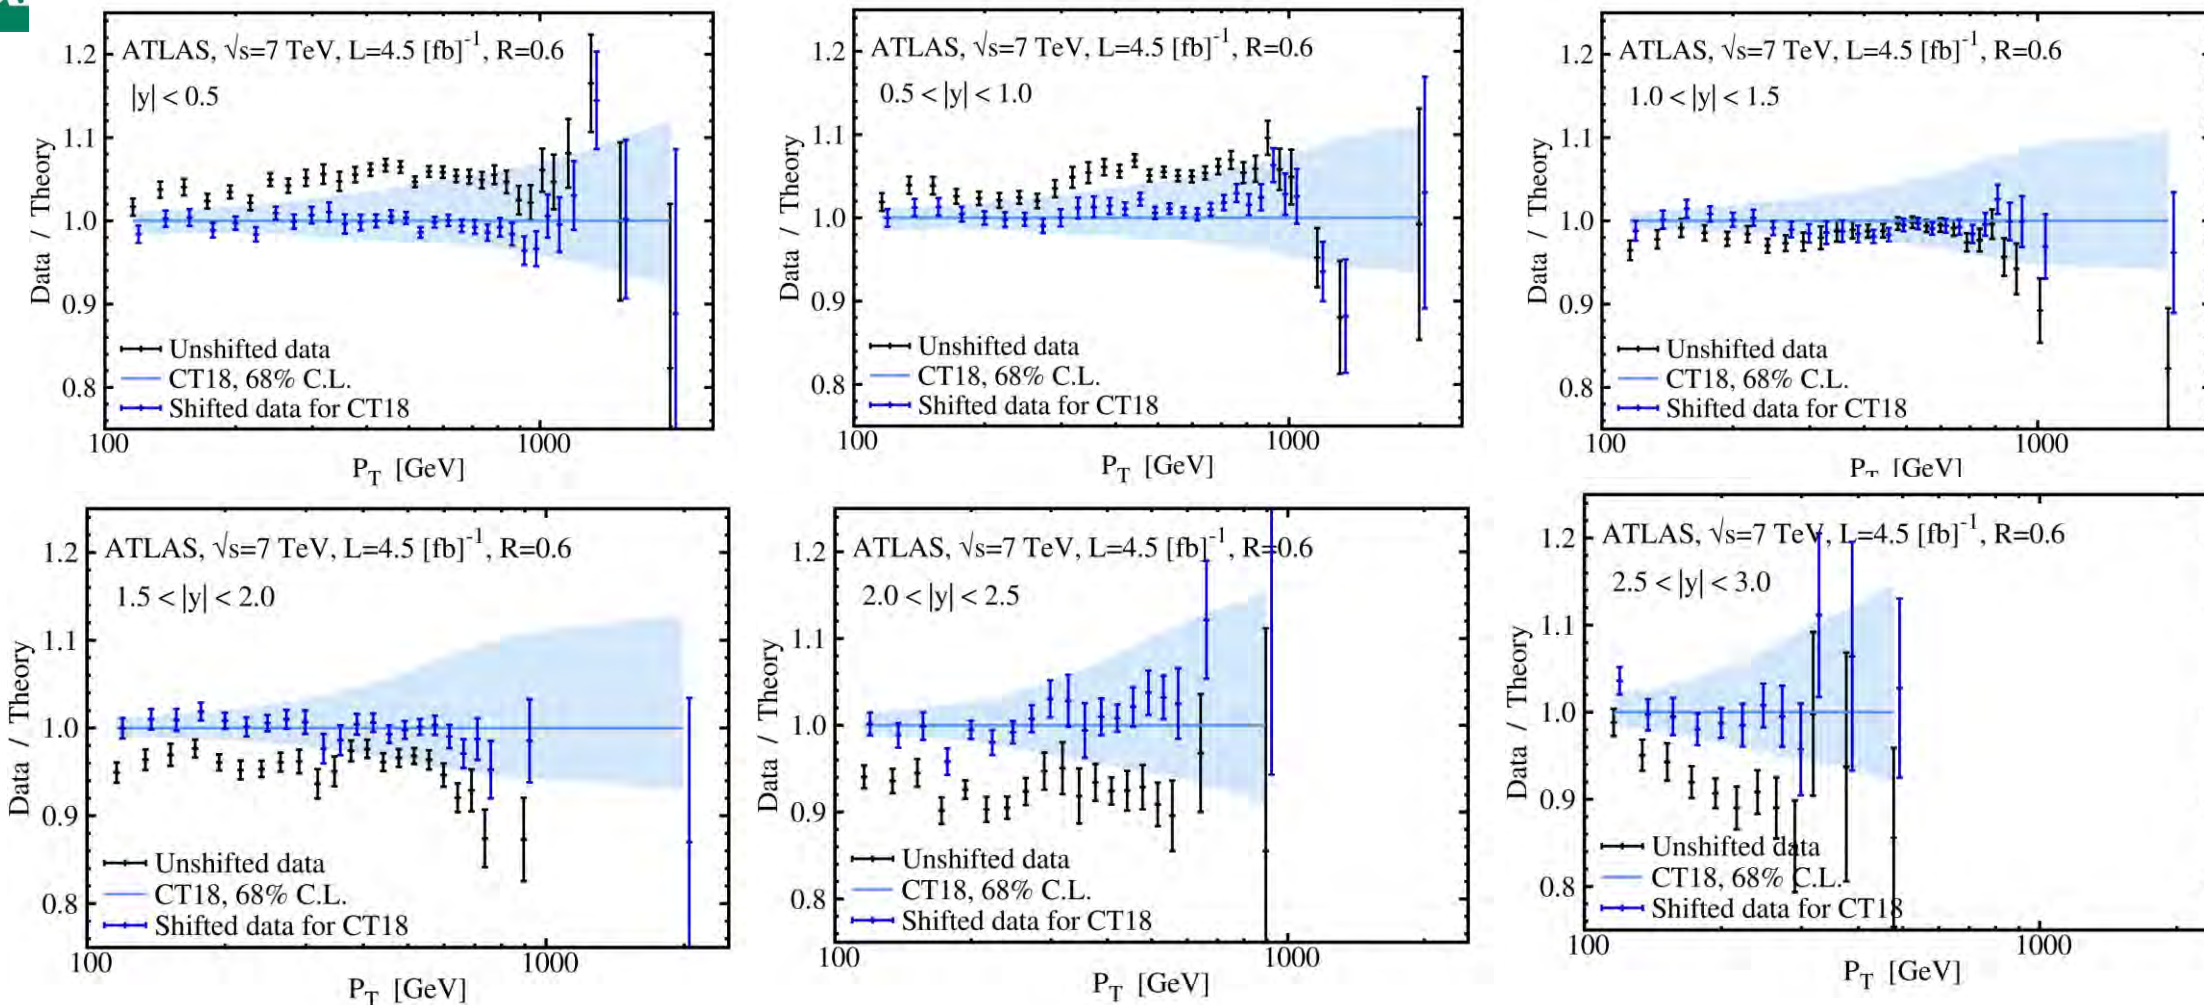 ATLAS, √s=7 TeV, L=4.5 [fb]⁻¹, R=0.6
|y| < 0.5
Data / Theory
1.2
1.1
1.0
0.9
0.8
Unshifted data
CT18, 68% C.L.
Shifted data for CT18
100
1000
P_T [GeV]
ATLAS, √s=7 TeV, L=4.5 [fb]⁻¹, R=0.6
0.5 < |y| < 1.0
Data / Theory
1.2
1.1
1.0
0.9
0.8
Unshifted data
CT18, 68% C.L.
Shifted data for CT18
100
1000
P_T [GeV]
ATLAS, √s=7 TeV, L=4.5 [fb]⁻¹, R=0.6
1.0 < |y| < 1.5
Data / Theory
1.2
1.1
1.0
0.9
0.8
Unshifted data
CT18, 68% C.L.
Shifted data for CT18
100
1000
P_T [GeV]
ATLAS, √s=7 TeV, L=4.5 [fb]⁻¹, R=0.6
1.5 < |y| < 2.0
Data / Theory
1.2
1.1
1.0
0.9
0.8
Unshifted data
CT18, 68% C.L.
Shifted data for CT18
100
1000
P_T [GeV]
ATLAS, √s=7 TeV, L=4.5 [fb]⁻¹, R=0.6
2.0 < |y| < 2.5
Data / Theory
1.2
1.1
1.0
0.9
0.8
Unshifted data
CT18, 68% C.L.
Shifted data for CT18
100
1000
P_T [GeV]
ATLAS, √s=7 TeV, L=4.5 [fb]⁻¹, R=0.6
2.5 < |y| < 3.0
Data / Theory
1.2
1.1
1.0
0.9
0.8
Unshifted data
CT18, 68% C.L.
Shifted data for CT18
100
1000
P_T [GeV]